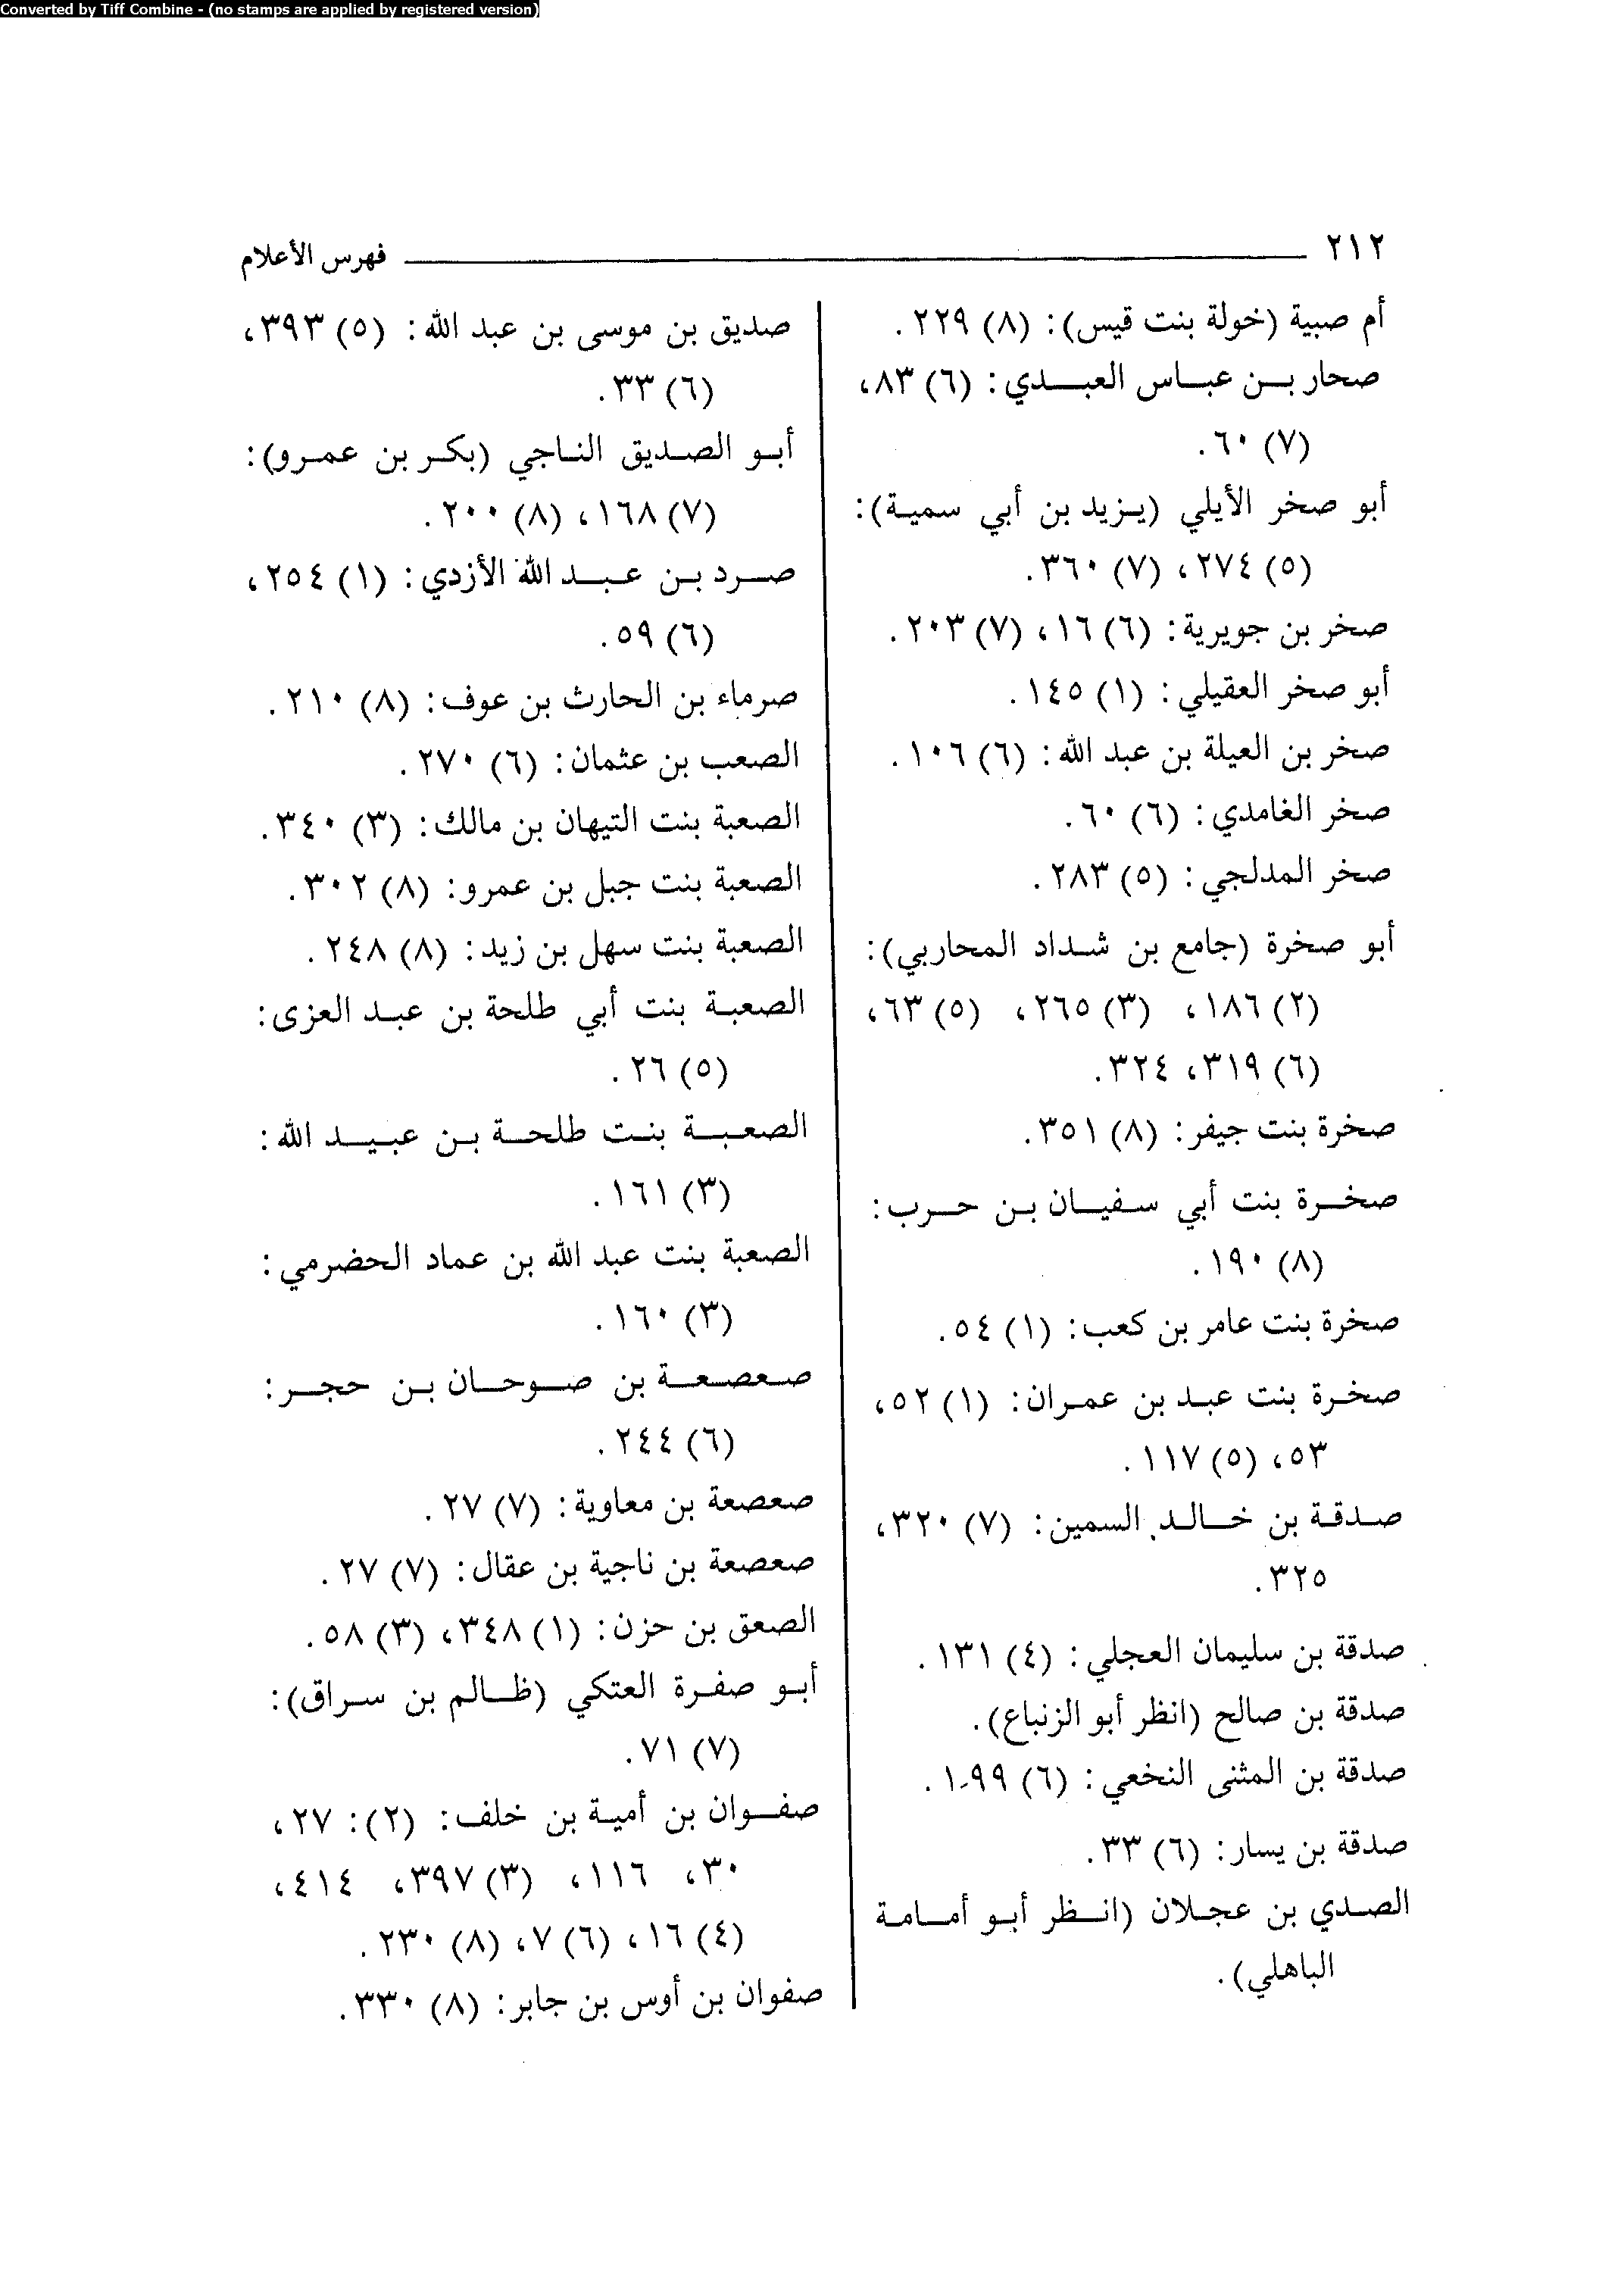 Converted by Tiff Combine - (no stamps are applied by registered version)
٢١٢
فهرس الأعلام
أم صبية (خولة بنت قيس): (٨) ٢٢٩.
صحار بن عباس العبدي: (٦) ٨٣،
(٧) ٦٠.
أبو صخر الأيلي (يزيد بن أبي سمية):
(٥) ٢٧٤، (٧) ٣٦٠.
صخر بن جويرية: (٦) ١٦، (٧) ٢٠٣.
أبو صخر العقيلي: (١) ١٤٥.
صخر بن العيلة بن عبد الله: (٦) ١٠٦.
صخر الغامدي: (٦) ٦٠.
صخر المدلجي: (٥) ٢٨٣.
أبو صخرة (جامع بن شداد المحاربي):
(٢) ١٨٦، (٣) ٢٦٥، (٥) ٦٣،
(٦) ٣١٩، ٣٢٤.
صخرة بنت جيفر: (٨) ٣٥١.
صخرة بنت أبي سفيان بن حرب:
(٨) ١٩٠.
صخرة بنت عامر بن كعب: (١) ٥٤.
صخرة بنت عبد بن عمران: (١) ٥٢،
٥٣، (٥) ١١٧.
صدقة بن خالد السمين: (٧) ٣٢٠،
٣٢٥.
صدقة بن سليمان العجلي: (٤) ١٣١.
صدقة بن صالح (انظر أبو الزنباع).
صدقة بن المثنى النخعي: (٦) ٩٩-١.
صدقة بن يسار: (٦) ٣٣.
الصدي بن عجلان (انظر أبو أمامة
الباهلي).
صديق بن موسى بن عبد الله: (٥) ٣٩٣،
(٦) ٣٣.
أبو الصديق الناجي (بكر بن عمرو):
(٧) ١٦٨، (٨) ٢٠٠.
صرد بن عبد الله الأزدي: (١) ٢٥٤،
(٦) ٥٩.
صرماء بن الحارث بن عوف: (٨) ٢١٠.
الصعب بن عثمان: (٦) ٢٧٠.
الصعبة بنت التيهان بن مالك: (٣) ٣٤٠.
الصعبة بنت جبل بن عمرو: (٨) ٣٠٢.
الصعبة بنت سهل بن زيد: (٨) ٢٤٨.
الصعبة بنت أبي طلحة بن عبد العزى:
(٥) ٢٦.
الصعبة بنت طلحة بن عبيد الله:
(٣) ١٦١.
الصعبة بنت عبد الله بن عماد الحضرمي:
(٣) ١٦٠.
صعصعة بن صوحان بن حجر:
(٦) ٢٤٤.
صعصعة بن معاوية: (٧) ٢٧.
صعصعة بن ناجية بن عقال: (٧) ٢٧.
الصعق بن حزن: (١) ٣٤٨، (٣) ٥٨.
أبو صفرة العتكي (ظالم بن سراق):
(٧) ٧١.
صفوان بن أمية بن خلف: (٢): ٢٧،
٣٠، ١١٦، (٣) ٣٩٧، ٤١٤،
(٤) ١٦، (٦) ٧، (٨) ٢٣٠.
صفوان بن أوس بن جابر: (٨) ٣٣٠.